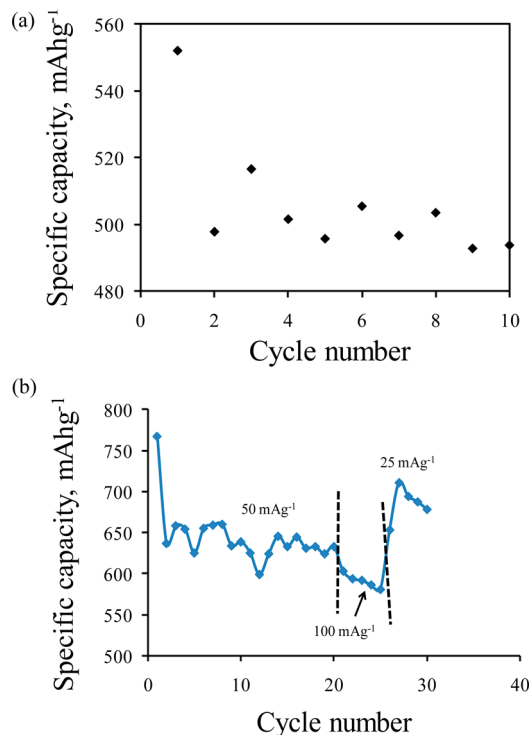 (a)
Specific capacity, mAhg-1
560
540
520
500
480
0 2 4 6 8 10
Cycle number
(b)
Specific capacity, mAhg-1
800
750
700
650
600
550
500
25 mAg-1
50 mAg-1
100 mAg-1
0 10 20 30 40
Cycle number